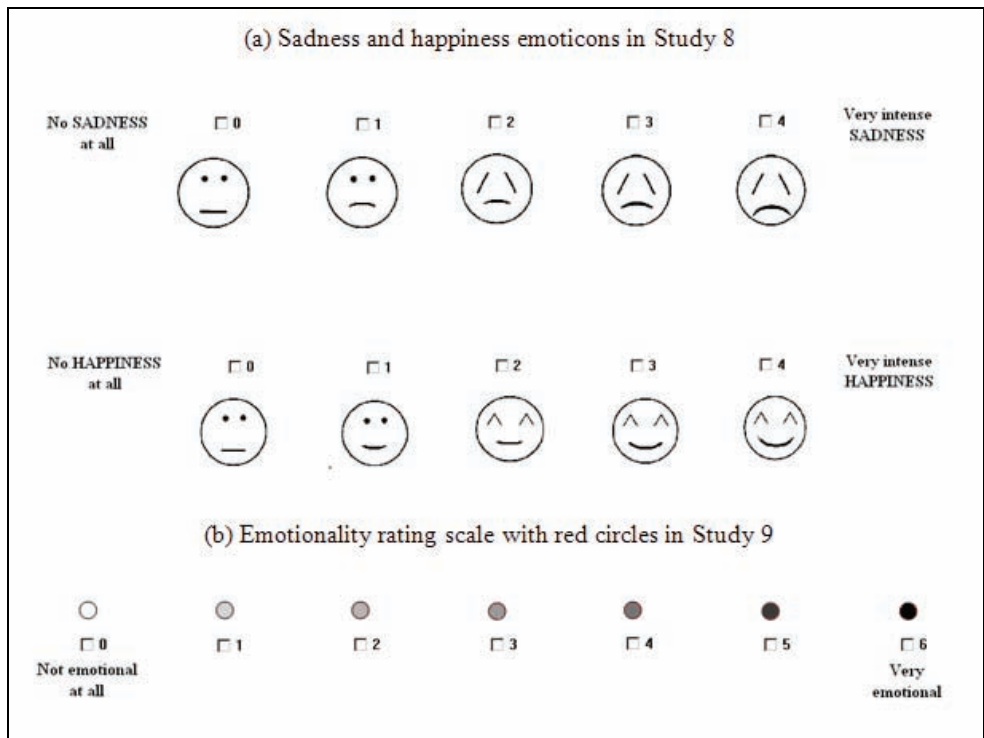 (a) Sadness and happiness emoticons in Study 8
No SADNESS
at all
0
1
2
3
4
Very intense
SADNESS
No HAPPINESS
at all
0
1
2
3
4
Very intense
HAPPINESS
(b) Emotionality rating scale with red circles in Study 9
0
1
2
3
4
5
6
Not emotional
at all
Very
emotional